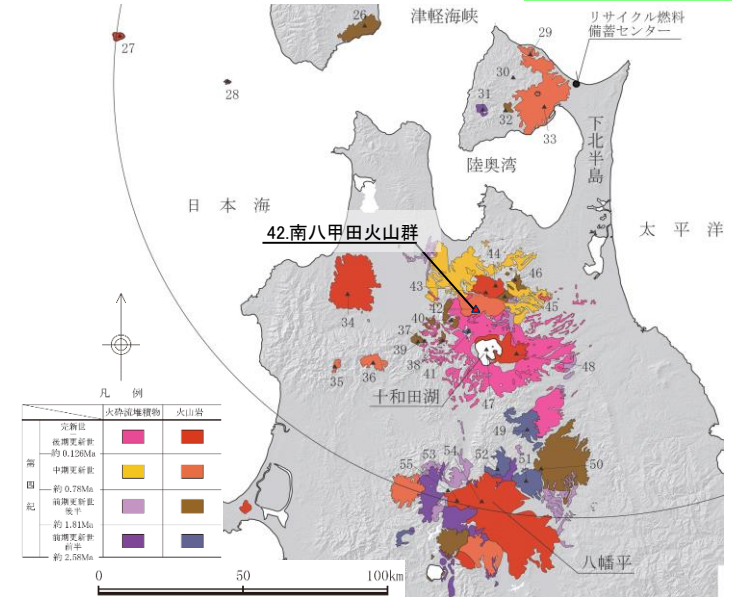 26
津軽海峡
リサイクル燃料
備蓄センター
27
29
30
28
31
32
33
陸奥湾
下北半島
日本海
太平洋
42.南八甲田火山群
44
43
46
34
42
45
40
37
39
38
41
35
36
48
十和田湖
47
49
凡例
火砕流堆積物
火山岩
第四紀
完新世
後期更新世
約 0.126Ma
中期更新世
約 0.78Ma
前期更新世
後半
約 1.81Ma
前期更新世
前半
約 2.58Ma
53
54
52
51
50
55
八幡平
0
50
100km